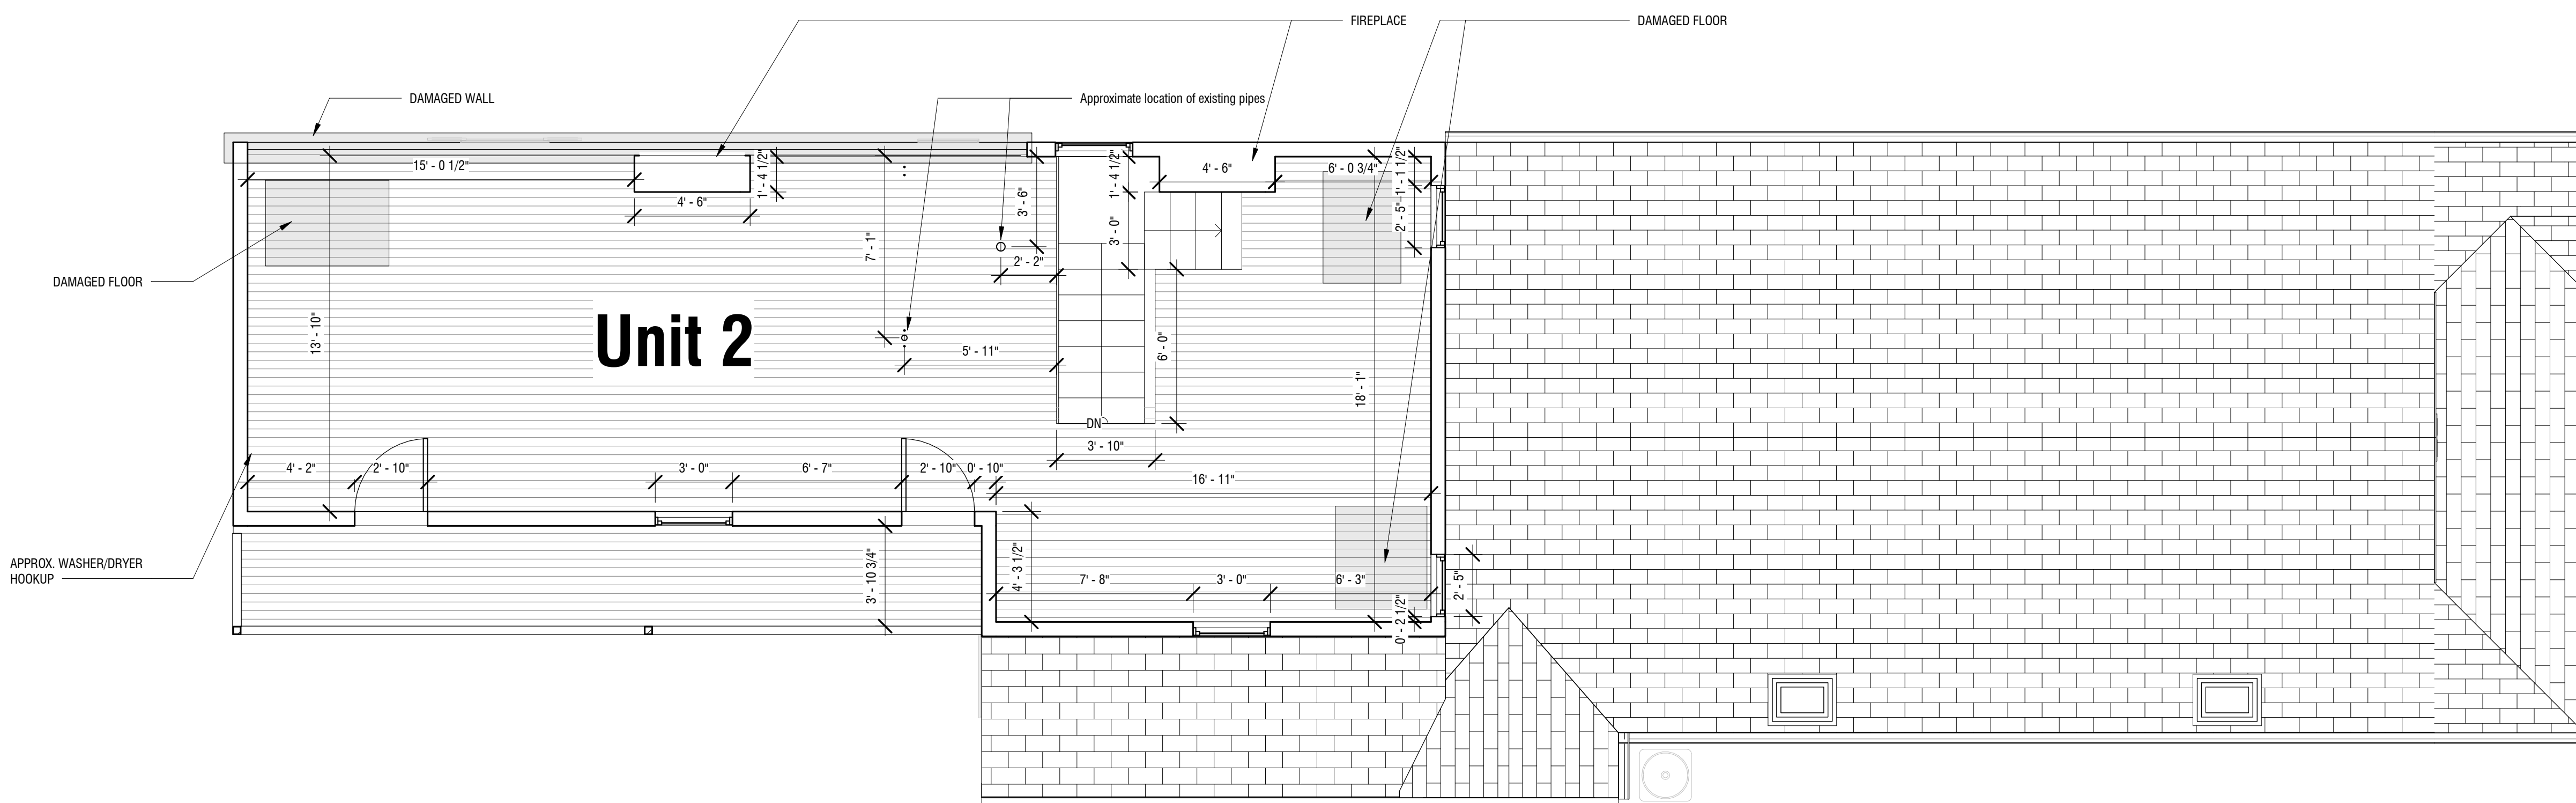 FIREPLACE
DAMAGED FLOOR
DAMAGED WALL
Approximate location of existing pipes
15' - 0 1/2"
4' - 6"
1' - 4 1/2"
3' - 6"
1' - 4 1/2"
4' - 6"
6' - 0 3/4"
1' - 1 1/2"
2' - 5"
7' - 1"
3' - 0"
2' - 2"
DAMAGED FLOOR
13' - 10"
Unit 2
5' - 11"
6' - 0"
18' - 1"
DN
3' - 10"
4' - 2"
2' - 10"
3' - 0"
6' - 7"
2' - 10"
0' - 10"
16' - 11"
APPROX. WASHER/DRYER
HOOKUP
3' - 10 3/4"
4' - 3 1/2"
7' - 8"
3' - 0"
6' - 3"
2' - 5"
0' - 2 1/2"